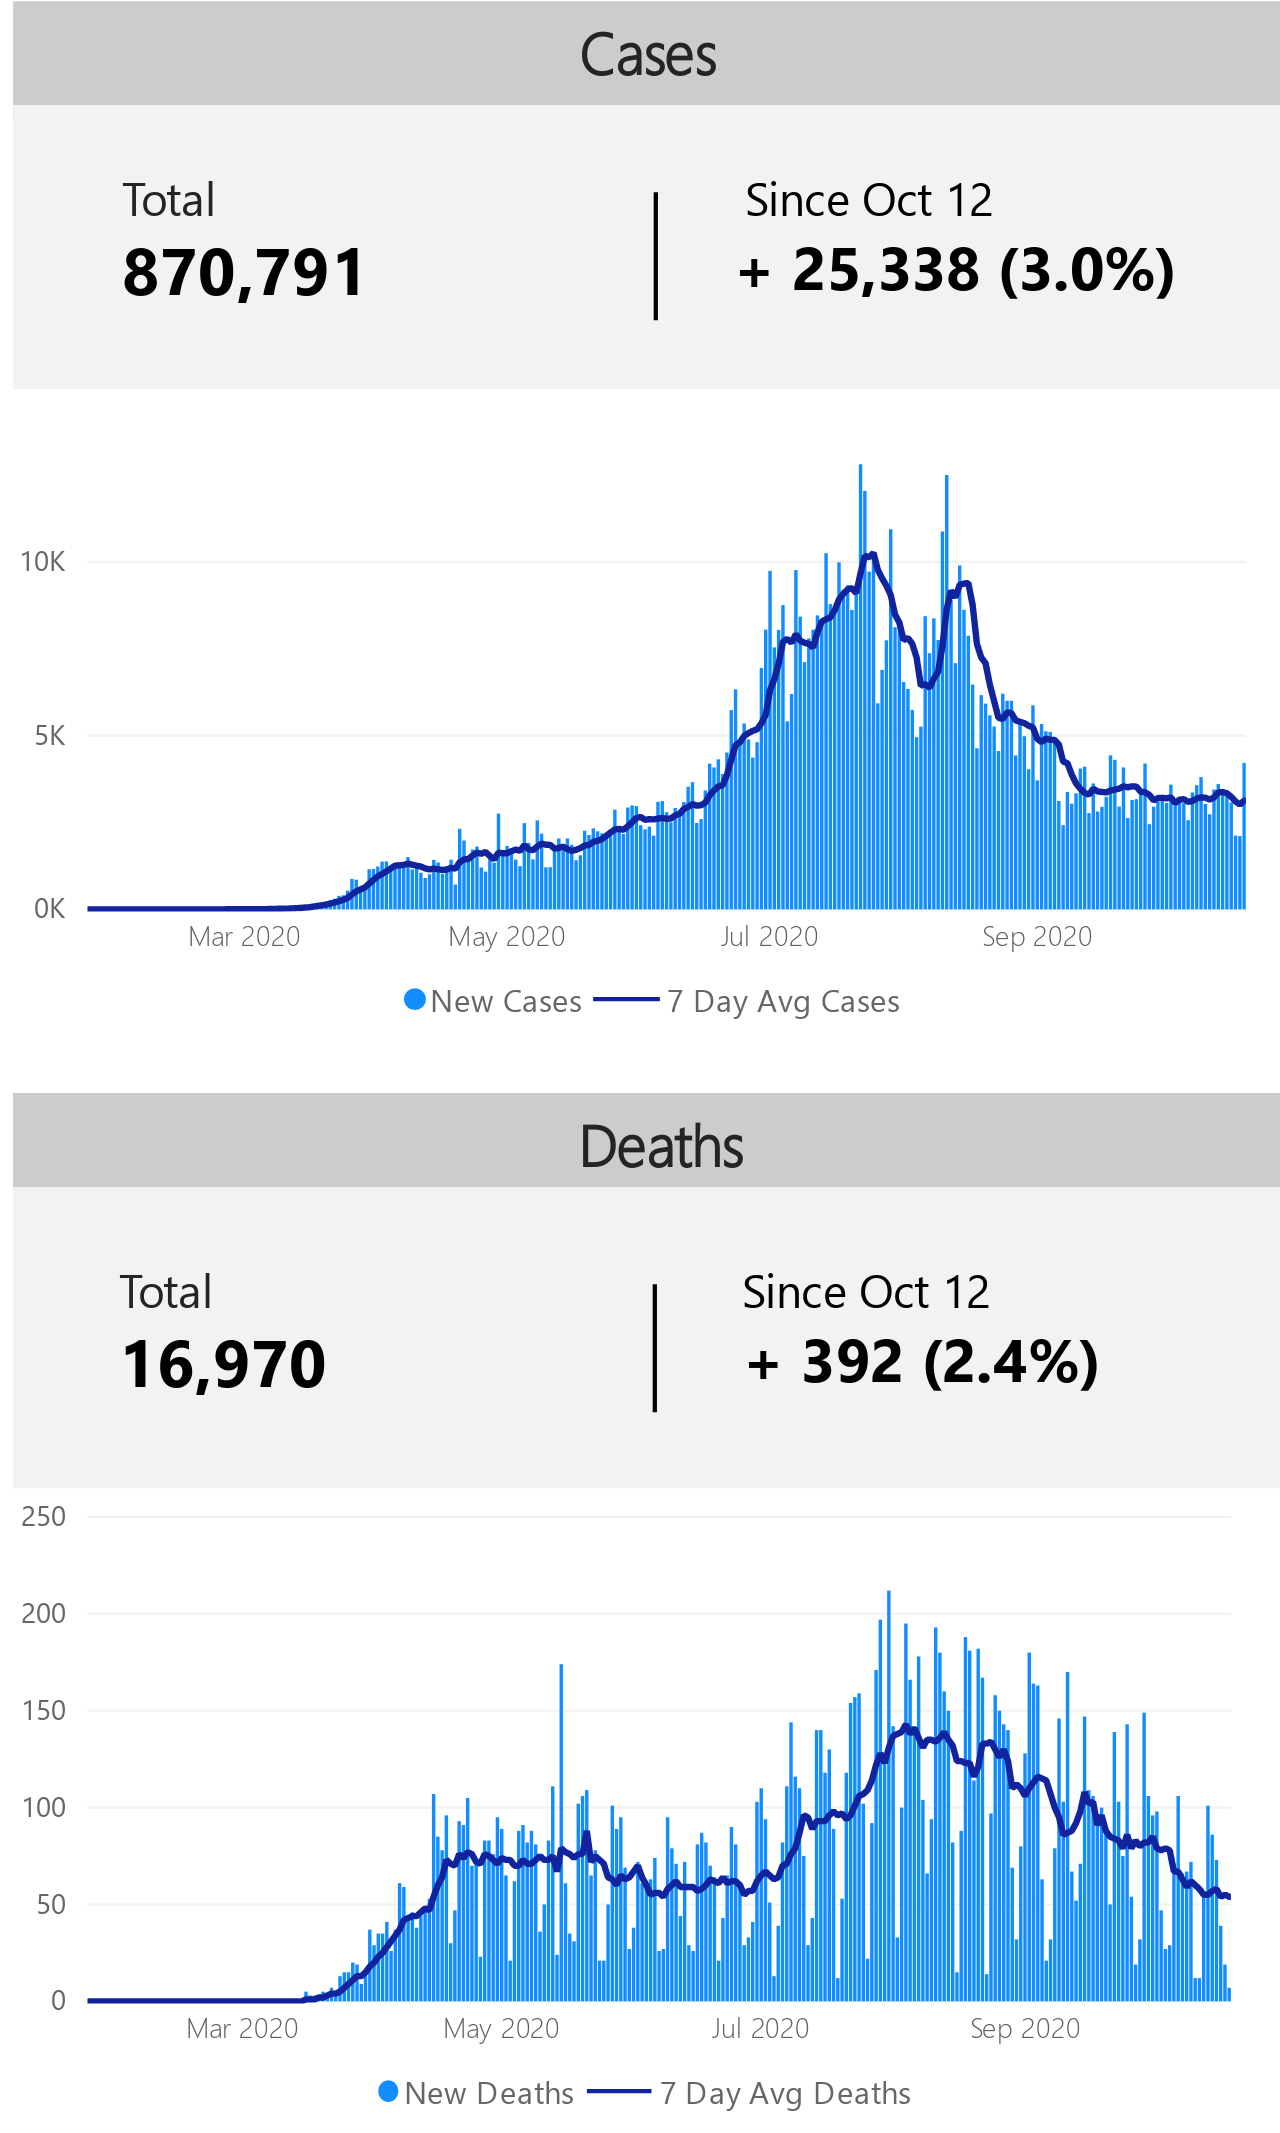 Cases
Total
Since Oct 12
870,791
+ 25,338 (3.0%)
10K
5K
0K
Mar 2020
May 2020
Jul 2020
Sep 2020
New Cases
7 Day Avg Cases
Deaths
Total
Since Oct 12
16,970
+ 392 (2.4%)
250
200
150
100
50
0
Mar 2020
May 2020
Jul 2020
Sep 2020
New Deaths
7 Day Avg Deaths